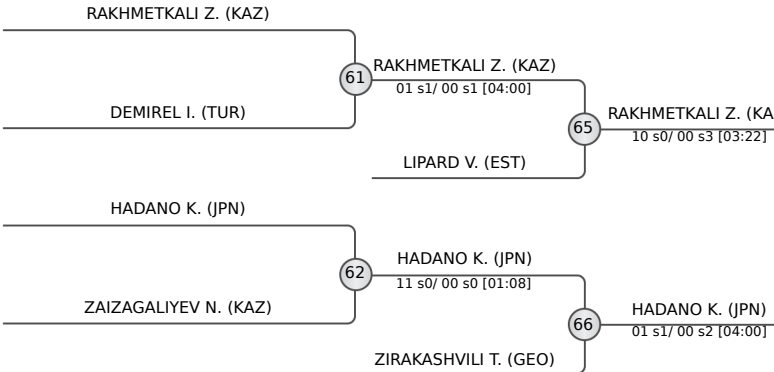 RAKHMETKALI Z. (KAZ)
61
RAKHMETKALI Z. (KAZ)
01 s1/ 00 s1 [04:00]
DEMIREL I. (TUR)
65
RAKHMETKALI Z. (KA
10 s0/ 00 s3 [03:22]
LIPARD V. (EST)
HADANO K. (JPN)
62
HADANO K. (JPN)
11 s0/ 00 s0 [01:08]
ZAIZAGALIYEV N. (KAZ)
66
HADANO K. (JPN)
01 s1/ 00 s2 [04:00]
ZIRAKASHVILI T. (GEO)